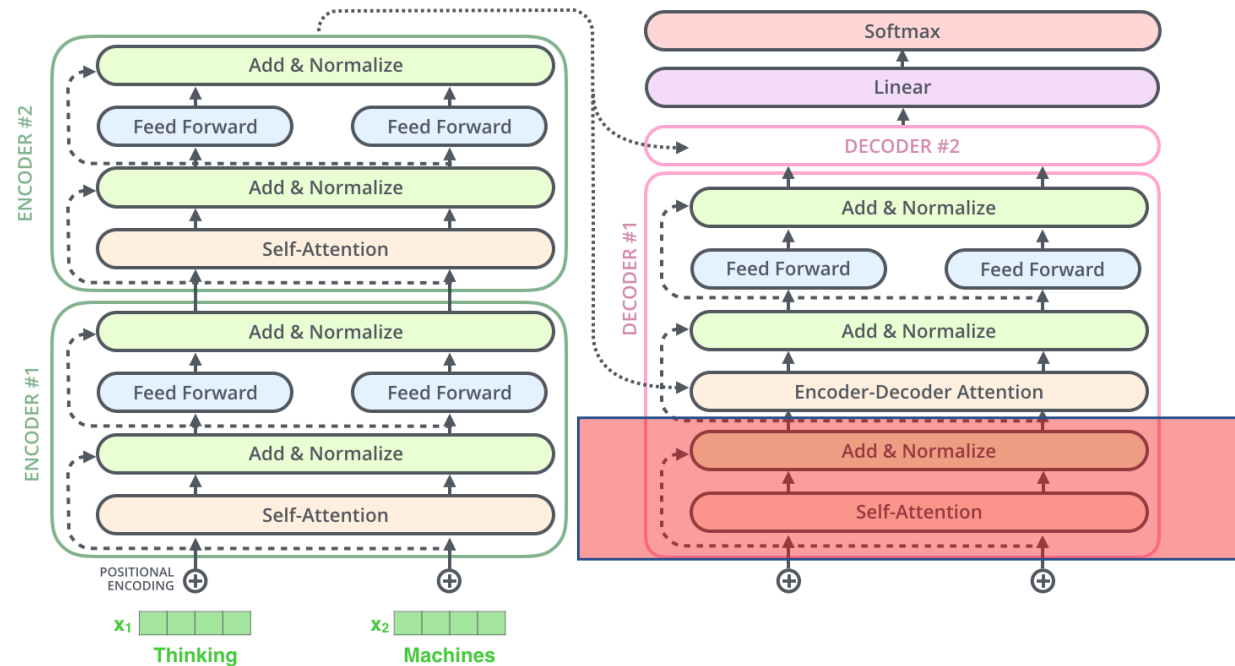 ENCODER #2
Add & Normalize
Feed Forward
Feed Forward
Add & Normalize
Self-Attention
ENCODER #1
Add & Normalize
Feed Forward
Feed Forward
Add & Normalize
Self-Attention
POSITIONAL
ENCODING
x₁
x₂
Thinking
Machines
Softmax
Linear
DECODER #2
DECODER #1
Add & Normalize
Feed Forward
Feed Forward
Add & Normalize
Encoder-Decoder Attention
Add & Normalize
Self-Attention